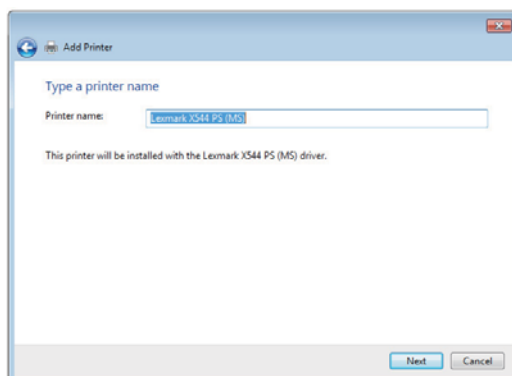 Add Printer
Type a printer name
Printer name: Lexmark X544 PS (MS)
This printer will be installed with the Lexmark X544 PS (MS) driver.
Next Cancel